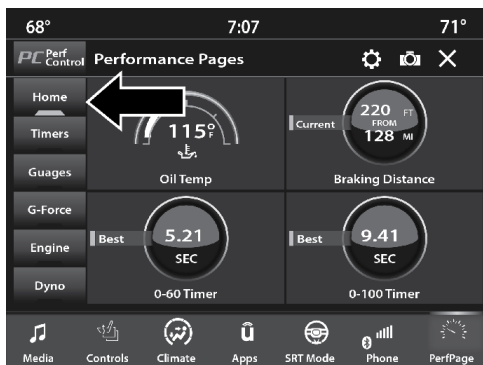 68° 7:07 71°
PC Perf Control Performance Pages
Home
Timers
Guages
G-Force
Engine
Dyno
115°F
Oil Temp
Current
220 FT
FROM
128 MI
Braking Distance
Best
5.21
SEC
0-60 Timer
Best
9.41
SEC
0-100 Timer
Media Controls Climate Apps SRT Mode Phone PerfPage